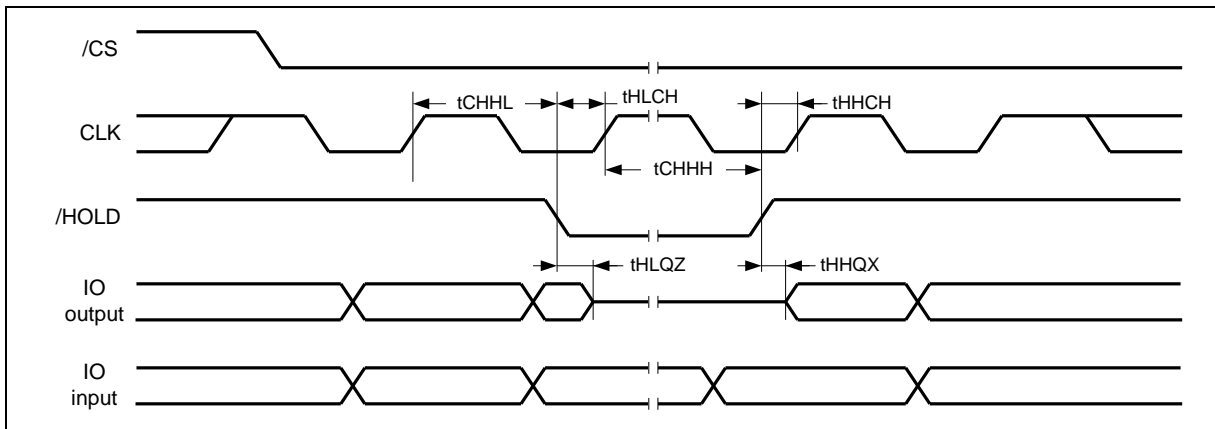 /CS
tCHHL
tHLCH
tHHCH
CLK
tCHHH
/HOLD
tHLQZ
tHHQX
IO
output
IO
input